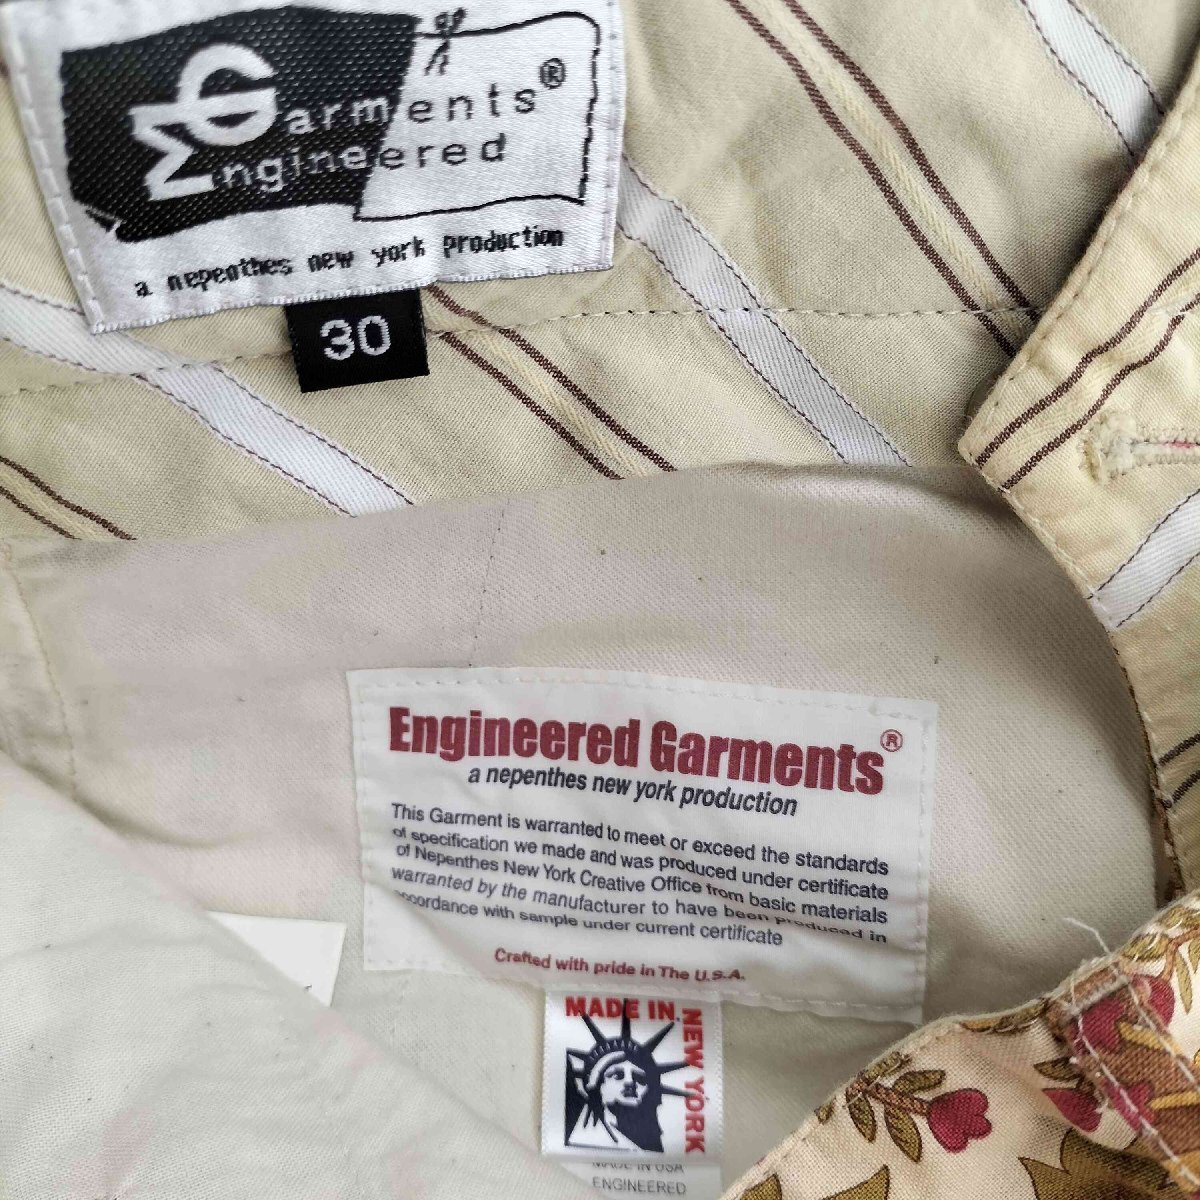 Garments®
Engineered
a nepenthes new york production
30
Engineered Garments®
a nepenthes new york production
This Garment is warranted to meet or exceed the standards
of specification we made and was produced under certificate
of Nepenthes New York Creative Office from basic materials
warranted by the manufacturer to have been produced in
accordance with sample under current certificate
Crafted with pride in The U.S.A.
MADE IN
NEW YORK
MADE IN USA
ENGINEERED